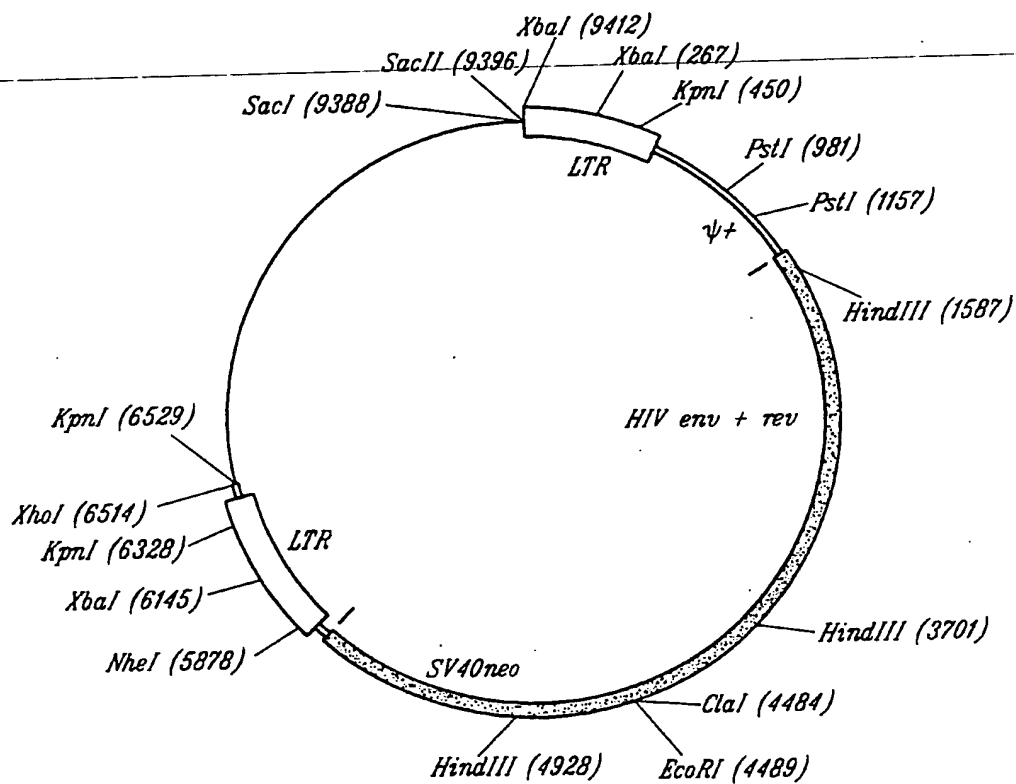 XbaI (9412)
SacII (9396)
XbaI (267)
SacI (9388)
KpnI (450)
LTR
PstI (981)
PstI (1157)
ψ+
HindIII (1587)
KpnI (6529)
HIV env + rev
XhoI (6514)
LTR
KpnI (6328)
XbaI (6145)
HindIII (3701)
NheI (5878)
SV40neo
ClaI (4484)
HindIII (4928)
EcoRI (4489)